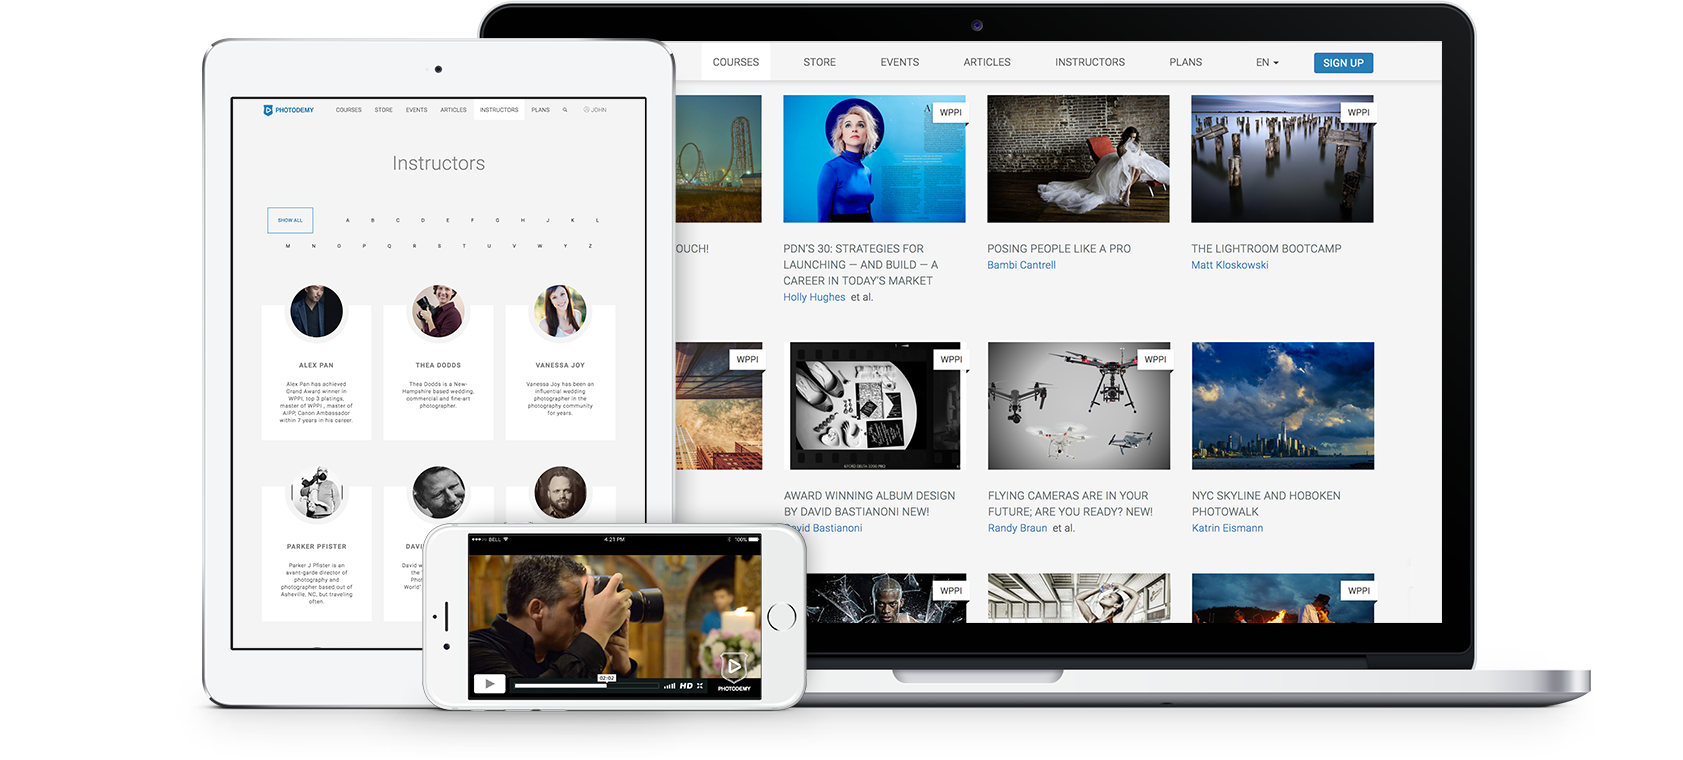 COURSES STORE EVENTS ARTICLES INSTRUCTORS PLANS EN SIGN UP
WPPI
WPPI
OUCH!
PDN'S 30: STRATEGIES FOR
LAUNCHING — AND BUILD — A
CAREER IN TODAY'S MARKET
Holly Hughes et al.
POSING PEOPLE LIKE A PRO
Bambi Cantrell
THE LIGHTROOM BOOTCAMP
Matt Kloskowski
WPPI
WPPI
WPPI
AWARD WINNING ALBUM DESIGN
BY DAVID BASTIANONI NEW!
David Bastianoni
FLYING CAMERAS ARE IN YOUR
FUTURE; ARE YOU READY? NEW!
Randy Braun et al.
NYC SKYLINE AND HOBOKEN
PHOTOWALK
Katrin Eismann
WPPI
WPPI
PHOTODEMY COURSES STORE EVENTS ARTICLES INSTRUCTORS PLANS JOHN
Instructors
SHOW ALL A B C D E F G H J K L
M N O P Q R S T U V W Y Z
ALEX PAN
Alex Pan has achieved
Grand Award winner in
WPPI, top 3 platings,
master of WPPI , master of
AIPP, Canon Ambassador
within 7 years in his career.
THEA DODDS
Thea Dodds is a New-
Hampshire based wedding,
commercial and fine-art
photographer.
VANESSA JOY
Vanessa Joy has been an
influential wedding
photographer in the
photography community
for years.
PARKER PFISTER
Parker J Pfister is an
avant-garde director of
photography and
photographer based out of
Asheville, NC, but traveling
often.
DAVI
David w
the "
Phot
World"
BELL 4:21 PM 100%
02:02
HD
PHOTODEMY